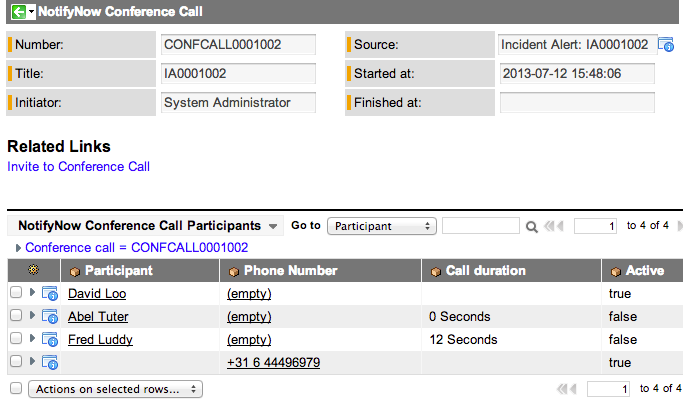 NotifyNow Conference Call
Number: CONFCALL0001002 Source: Incident Alert: IA0001002
Title: IA0001002 Started at: 2013-07-12 15:48:06
Initiator: System Administrator Finished at:
Related Links
Invite to Conference Call
NotifyNow Conference Call Participants Go to Participant 1 to 4 of 4
Conference call = CONFCALL0001002
Participant Phone Number Call duration Active
David Loo (empty) true
Abel Tuter (empty) 0 Seconds false
Fred Luddy (empty) 12 Seconds false
+31 6 44496979 true
Actions on selected rows... 1 to 4 of 4